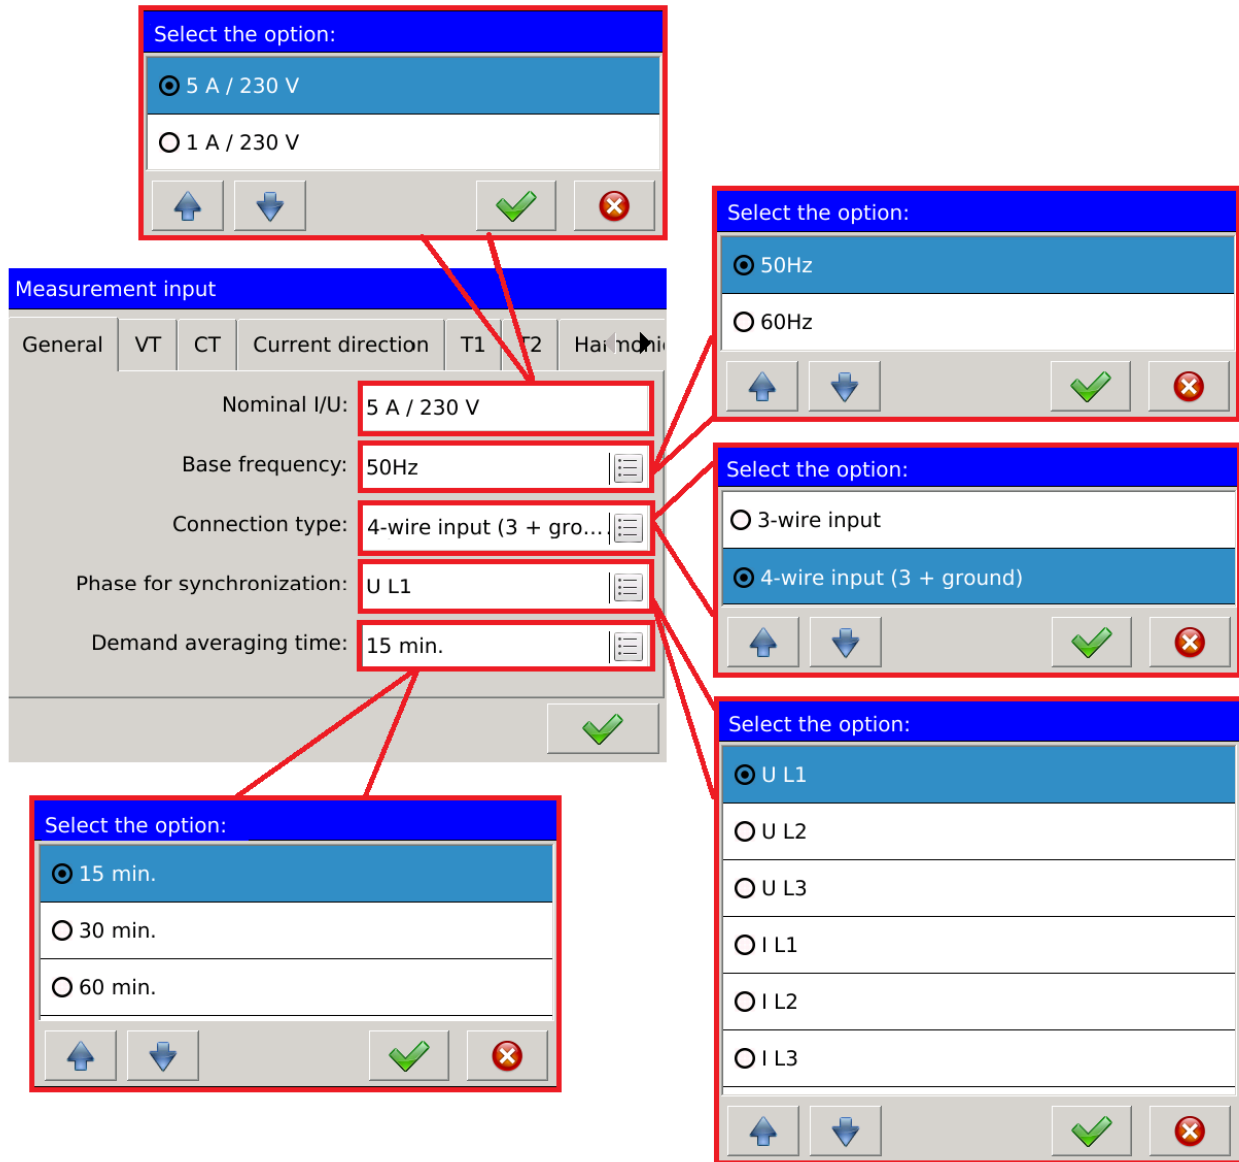 Select the option:
5 A / 230 V
1 A / 230 V
Select the option:
50Hz
60Hz
Measurement input
General VT CT Current direction T1 T2 Harmoni
Nominal I/U: 5 A / 230 V
Base frequency: 50Hz
Connection type: 4-wire input (3 + gro...
Phase for synchronization: U L1
Demand averaging time: 15 min.
Select the option:
3-wire input
4-wire input (3 + ground)
Select the option:
U L1
U L2
U L3
I L1
I L2
I L3
Select the option:
15 min.
30 min.
60 min.